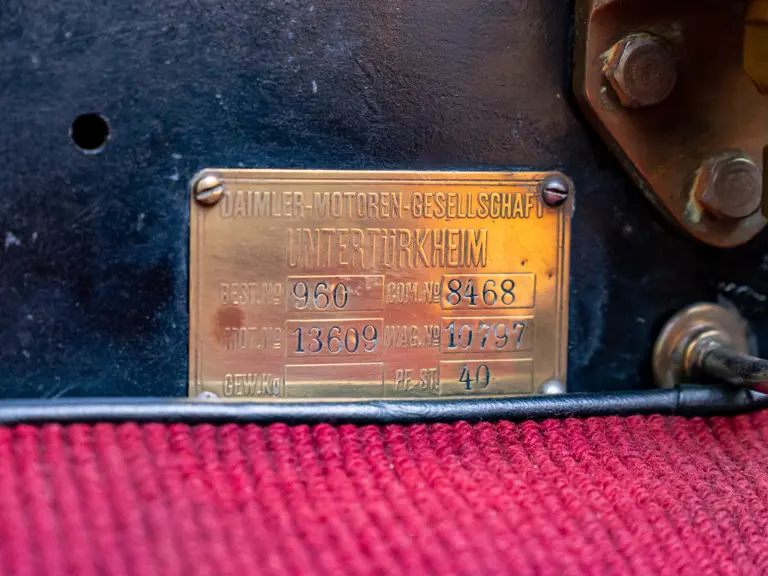 DAIMLER-MOTOREN-GESELLSCHAFT
UNTERTÜRKHEIM
BEST.No 960 COM.No 8468
MOT.No 13609 WAG.No 10797
GEW.Kg PF.ST. 40